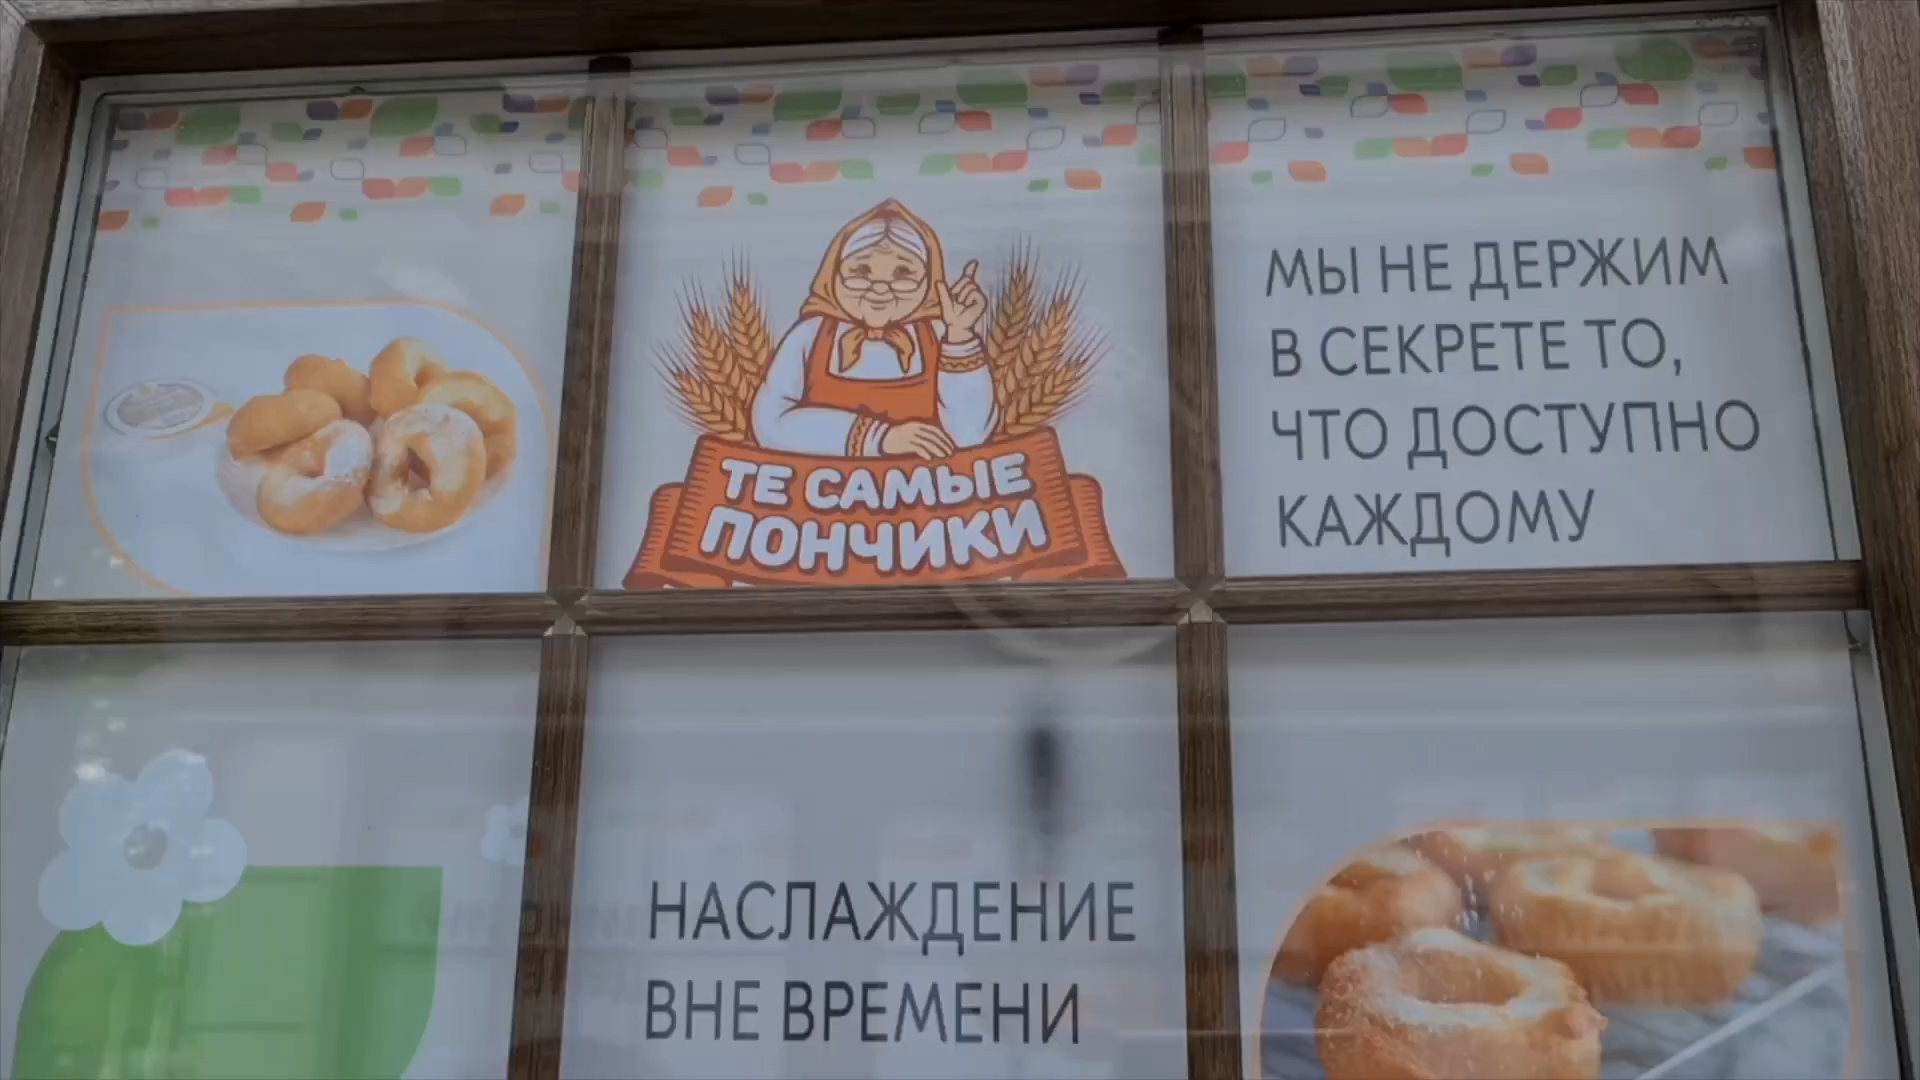 ТЕ САМЫЕ
ПОНЧИКИ
МЫ НЕ ДЕРЖИМ
В СЕКРЕТЕ ТО,
ЧТО ДОСТУПНО
КАЖДОМУ
НАСЛАЖДЕНИЕ
ВНЕ ВРЕМЕНИ